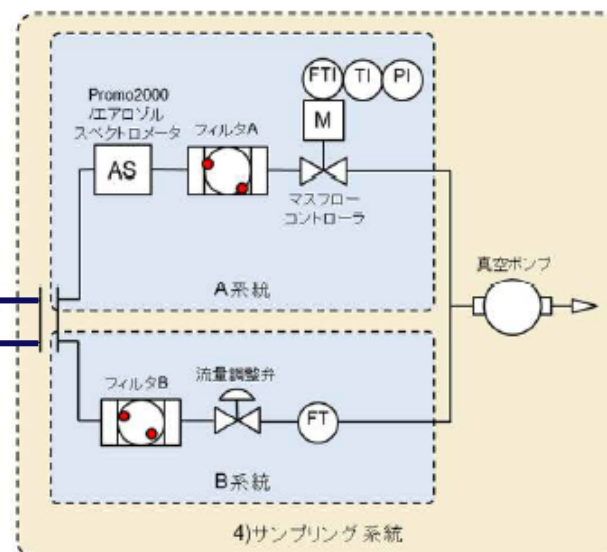 FTI TI PI
Promo2000
/エアロゾル
スペクトロメータ
フィルタA
M
AS
マスフロー
コントローラ
A系統
真空ポンプ
フィルタB
流量調整弁
FT
B系統
4)サンプリング系統